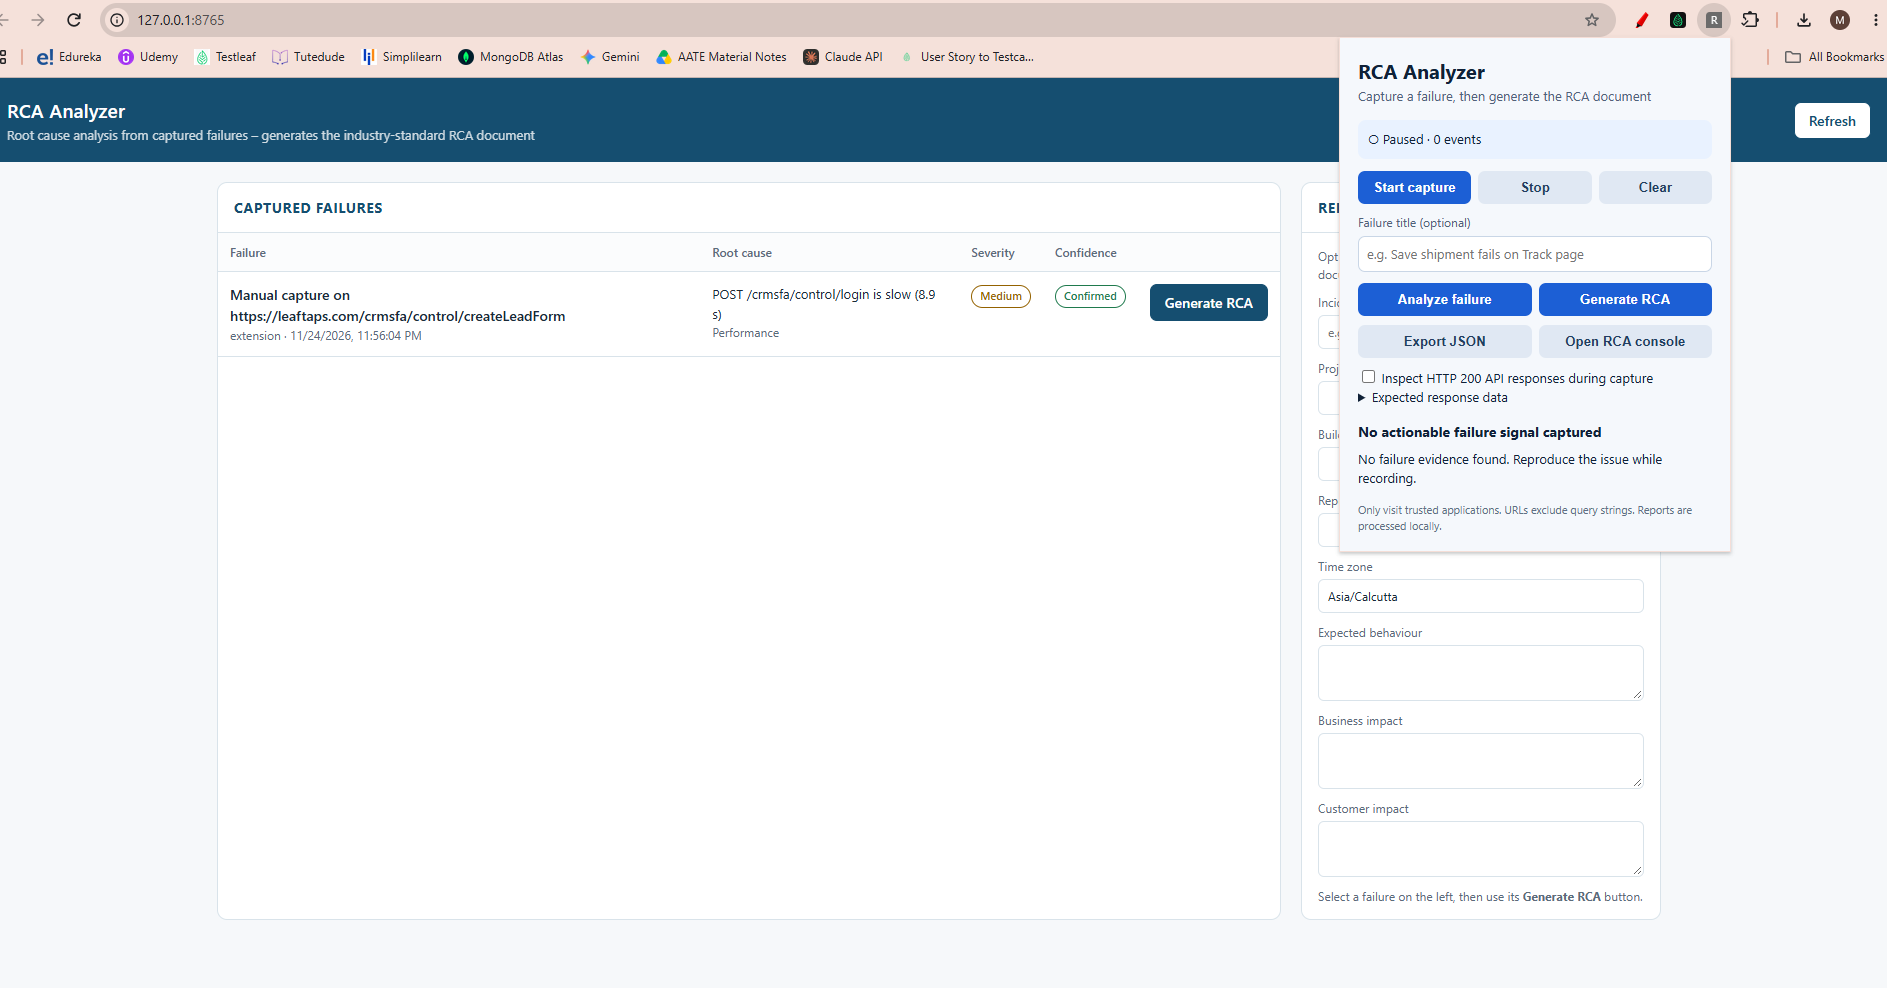 127.0.0.1:8765
R
M
e! Edureka
Udemy
Testleaf
Tutedude
Simplilearn
MongoDB Atlas
Gemini
AATE Material Notes
Claude API
User Story to Testca...
All Bookmarks
RCA Analyzer
Root cause analysis from captured failures – generates the industry-standard RCA document
Refresh
CAPTURED FAILURES
Failure
Root cause
Severity
Confidence
Manual capture on
https://leaftaps.com/crmsfa/control/createLeadForm
extension · 11/24/2026, 11:56:04 PM
POST /crmsfa/control/login is slow (8.9
s)
Performance
Medium
Confirmed
Generate RCA
Time zone
Asia/Calcutta
Expected behaviour
Business impact
Customer impact
Select a failure on the left, then use its Generate RCA button.
RCA Analyzer
Capture a failure, then generate the RCA document
Paused · 0 events
Start capture
Stop
Clear
Failure title (optional)
e.g. Save shipment fails on Track page
Analyze failure
Generate RCA
Export JSON
Open RCA console
Inspect HTTP 200 API responses during capture
Expected response data
No actionable failure signal captured
No failure evidence found. Reproduce the issue while
recording.
Only visit trusted applications. URLs exclude query strings. Reports are
processed locally.